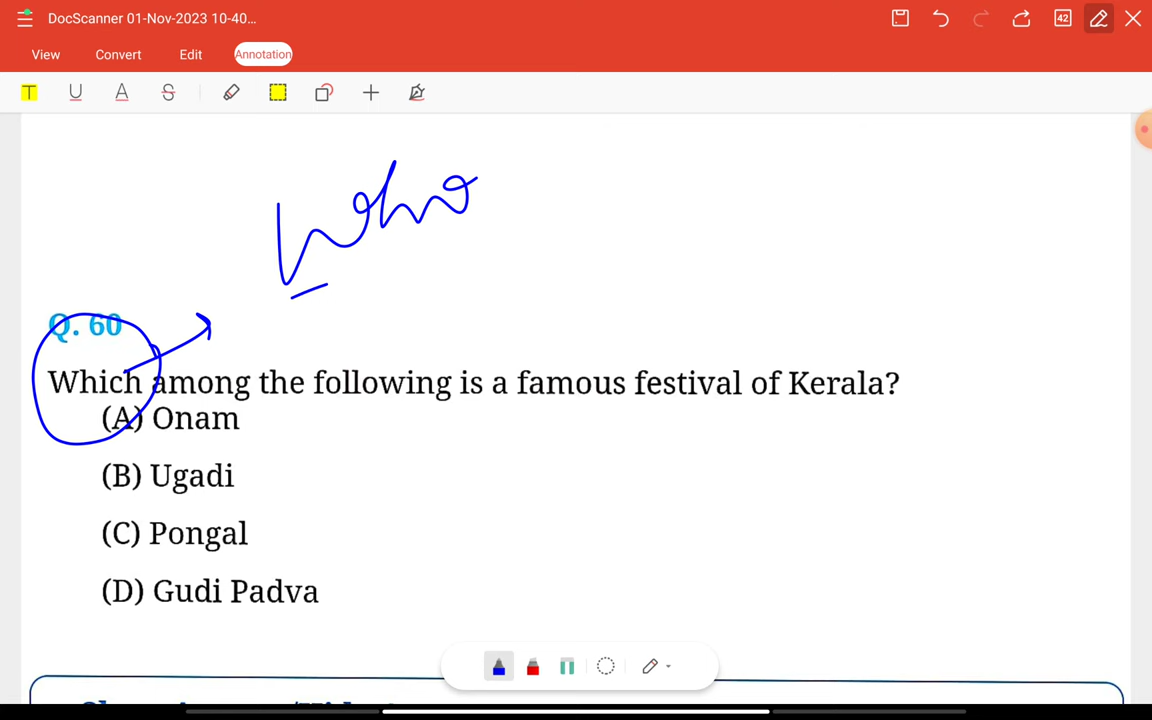 DocScanner 01-Nov-2023 10-40...
42
View Convert Edit Annotation
T U A S
Who
Q. 60
Which among the following is a famous festival of Kerala?
(A) Onam
(B) Ugadi
(C) Pongal
(D) Gudi Padva